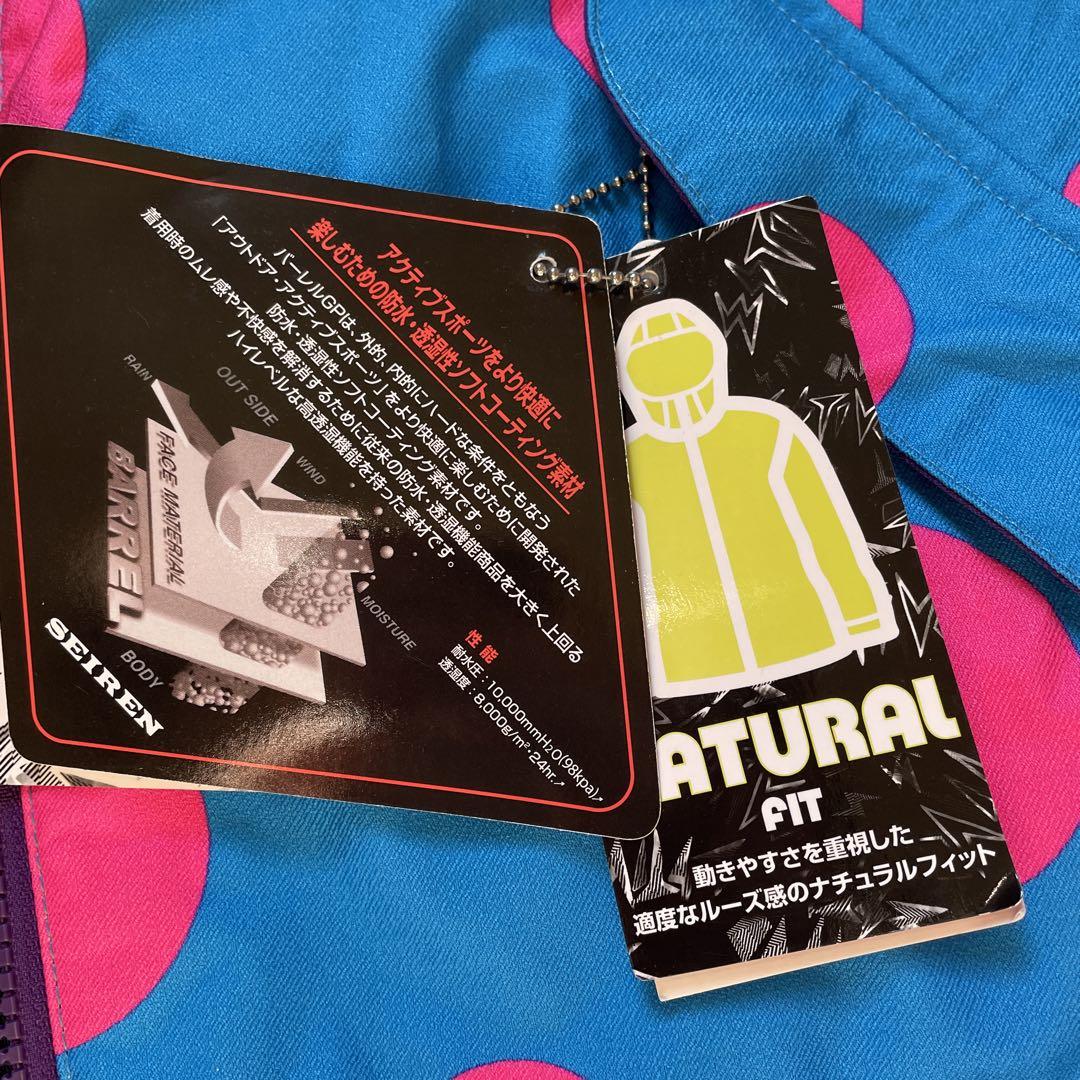 アクティブスポーツをより快適に
楽しむための防水・透湿性ソフトコーティング素材
バーレルGPは、外的、内的にハードな条件をともなう
「アウトドア・アクティブスポーツ」をより快適に楽しむために開発された
防水・透湿性ソフトコーティング素材です。
着用時のムレ感や不快感を解消するために従来の防水・透湿機能商品を大きく上回る
ハイレベルな高透湿機能を持った素材です。
RAIN
OUT SIDE
WIND
FACE MATERIAL
BARREL
MOISTURE
BODY
SEIREN
性能
耐水圧：10,000mmH2O(98kpa)↗
透湿度：8,000g/m²・24hr.↗
ATURAL
FIT
動きやすさを重視した
適度なルーズ感のナチュラルフィット